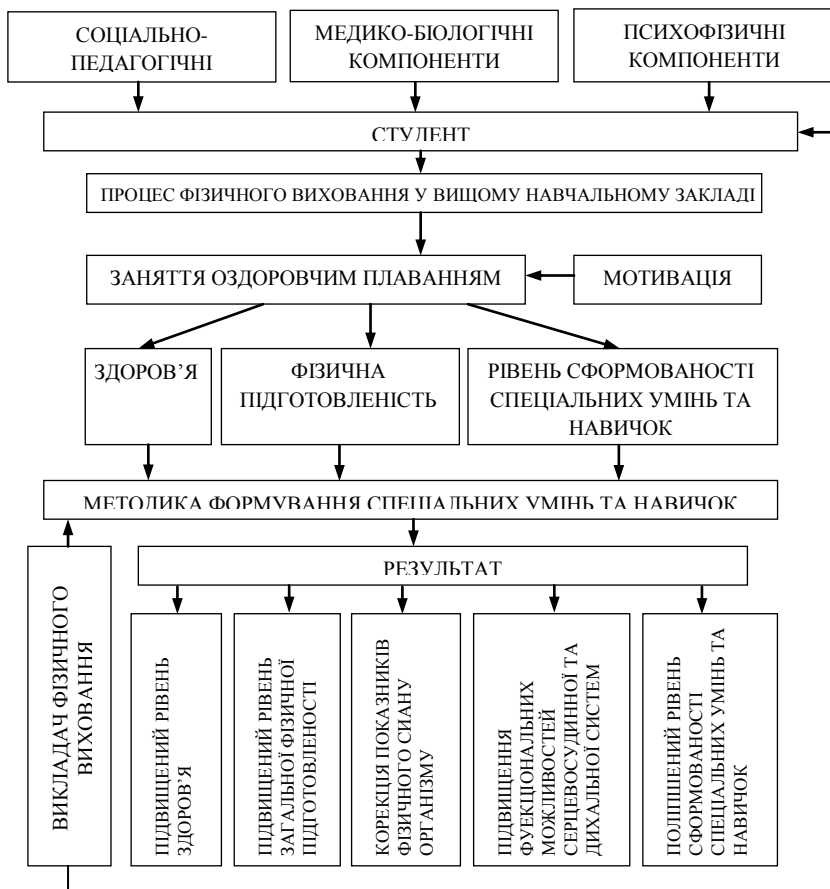 СОЦІАЛЬНО-
ПЕДАГОГІЧНІ
МЕДИКО-БІОЛОГІЧНІ
КОМПОНЕНТИ
ПСИХОФІЗИЧНІ
КОМПОНЕНТИ
СТУДЕНТ
ПРОЦЕС ФІЗИЧНОГО ВИХОВАННЯ У ВИЩОМУ НАВЧАЛЬНОМУ ЗАКЛАДІ
ЗАНЯТТЯ ОЗДОРОВЧИМ ПЛАВАННЯМ
МОТИВАЦІЯ
ЗДОРОВ’Я
ФІЗИЧНА
ПІДГОТОВЛЕНІСТЬ
РІВЕНЬ СФОРМОВАНОСТІ
СПЕЦІАЛЬНИХ УМІНЬ ТА
НАВИЧОК
МЕТОДИКА ФОРМУВАННЯ СПЕЦІАЛЬНИХ УМІНЬ ТА НАВИЧОК
РЕЗУЛЬТАТ
ВИКЛАДАЧ ФІЗИЧНОГО
ВИХОВАННЯ
ПІДВИЩЕНИЙ РІВЕНЬ
ЗДОРОВ’Я
ПІДВИЩЕНИЙ РІВЕНЬ
ЗАГАЛЬНОЇ ФІЗИЧНОЇ
ПІДГОТОВЛЕНОСТІ
КОРЕКЦІЯ ПОКАЗНИКІВ
ФІЗИЧНОГО СИАНУ
ОРГАНІЗМУ
ПІДВИЩЕННЯ
ФУЕКЦІОНАЛЬНИХ
МОЖЛИВОСТЕЙ
СЕРЦЕВОСУДИННОЇ ТА
ДИХАЛЬНОЇ СИСТЕМ
ПОЛІПШЕНИЙ РІВЕНЬ
СФОРМОВАНОСТІ
СПЕЦІАЛЬНИХ УМІНЬ ТА
НАВИЧОК